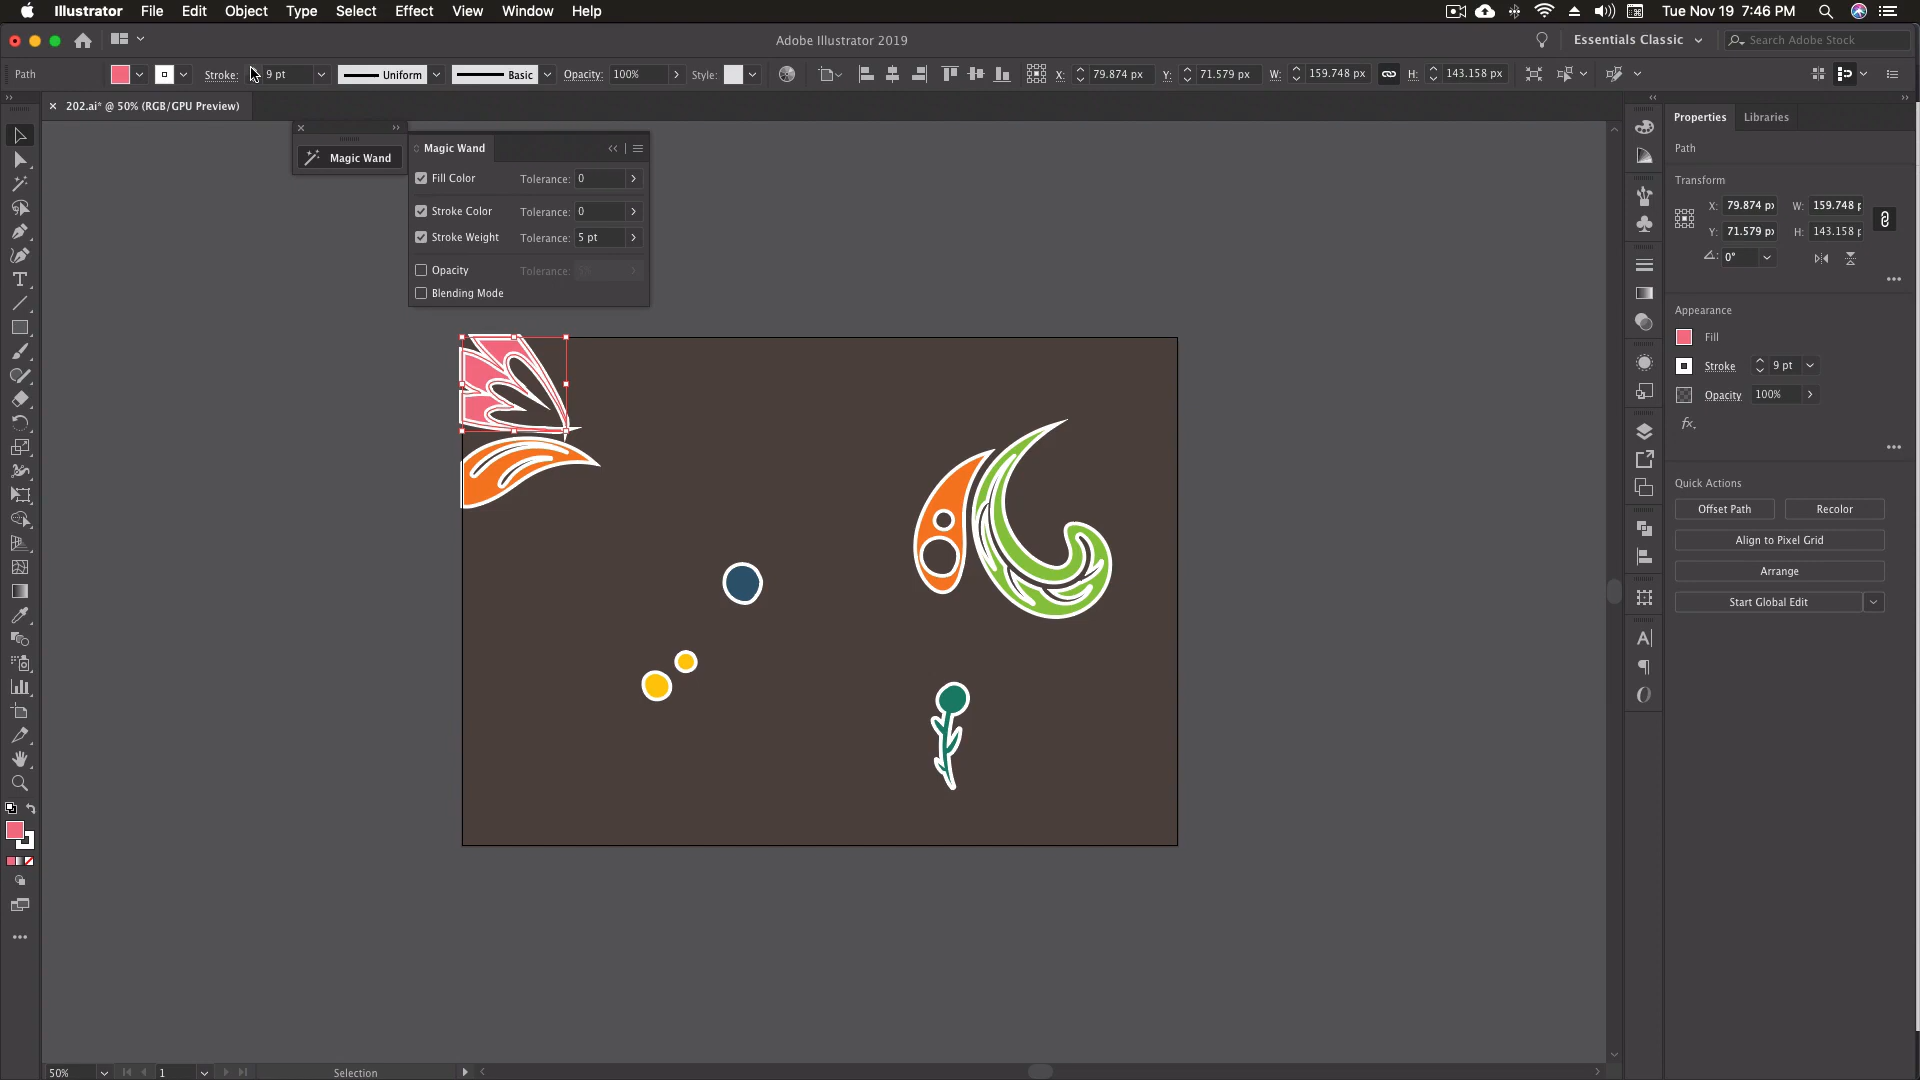 Illustrator File Edit Object Type Select Effect View Window Help Tue Nov 19 7:46 PM
Adobe Illustrator 2019 Essentials Classic Search Adobe Stock
Path Stroke: 9 pt Uniform Basic Opacity: 100% Style: X: 79.874 px Y: 71.579 px W: 159.748 px H: 143.158 px
202.ai* @ 50% (RGB/GPU Preview)
Magic Wand
Magic Wand
Fill Color Tolerance: 0
Stroke Color Tolerance: 0
Stroke Weight Tolerance: 5 pt
Opacity Tolerance:
Blending Mode
Properties Libraries
Path
Transform
X: 79.874 px W: 159.748 p
Y: 71.579 px H: 143.158 p
0°
Appearance
Fill
Stroke 9 pt
Opacity 100%
fx.
Quick Actions
Offset Path Recolor
Align to Pixel Grid
Arrange
Start Global Edit
50% 1 Selection